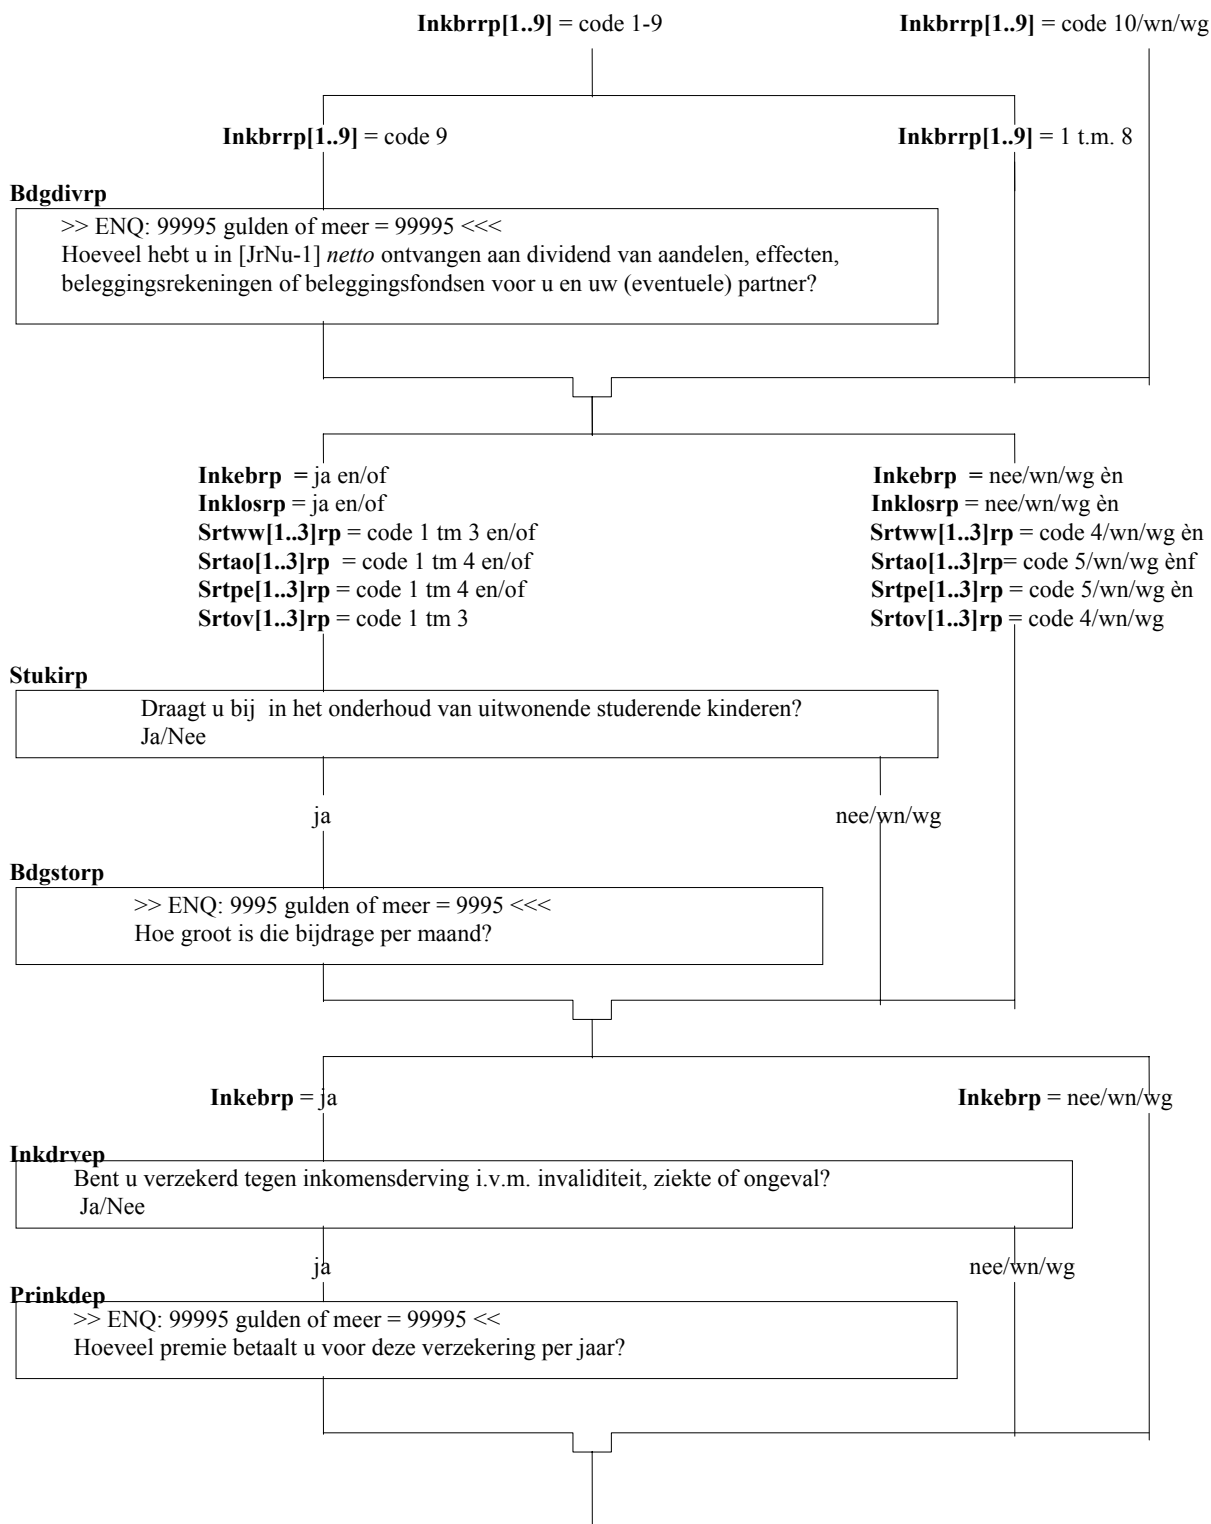 Inkbrrp[1..9] = code 1-9 Inkbrrp[1..9] = code 10/wn/wg
Inkbrrp[1..9] = code 9 Inkbrrp[1..9] = 1 t.m. 8
Bdgdivrp
>> ENQ: 99995 gulden of meer = 99995 <<<
Hoeveel hebt u in [JrNu-1] netto ontvangen aan dividend van aandelen, effecten,
beleggingsrekeningen of beleggingsfondsen voor u en uw (eventuele) partner?
Inkebrp = ja en/of
Inklosrp = ja en/of
Srtww[1..3]rp = code 1 tm 3 en/of
Srtao[1..3]rp = code 1 tm 4 en/of
Srtpe[1..3]rp = code 1 tm 4 en/of
Srtov[1..3]rp = code 1 tm 3
Inkebrp = nee/wn/wg èn
Inklosrp = nee/wn/wg èn
Srtww[1..3]rp = code 4/wn/wg èn
Srtao[1..3]rp= code 5/wn/wg ènf
Srtpe[1..3]rp = code 5/wn/wg èn
Srtov[1..3]rp = code 4/wn/wg
Stukirp
Draagt u bij in het onderhoud van uitwonende studerende kinderen?
Ja/Nee
ja nee/wn/wg
Bdgstorp
>> ENQ: 9995 gulden of meer = 9995 <<<
Hoe groot is die bijdrage per maand?
Inkebrp = ja Inkebrp = nee/wn/wg
Inkdrvep
Bent u verzekerd tegen inkomensderving i.v.m. invaliditeit, ziekte of ongeval?
Ja/Nee
ja nee/wn/wg
Prinkdep
>> ENQ: 99995 gulden of meer = 99995 <<
Hoeveel premie betaalt u voor deze verzekering per jaar?